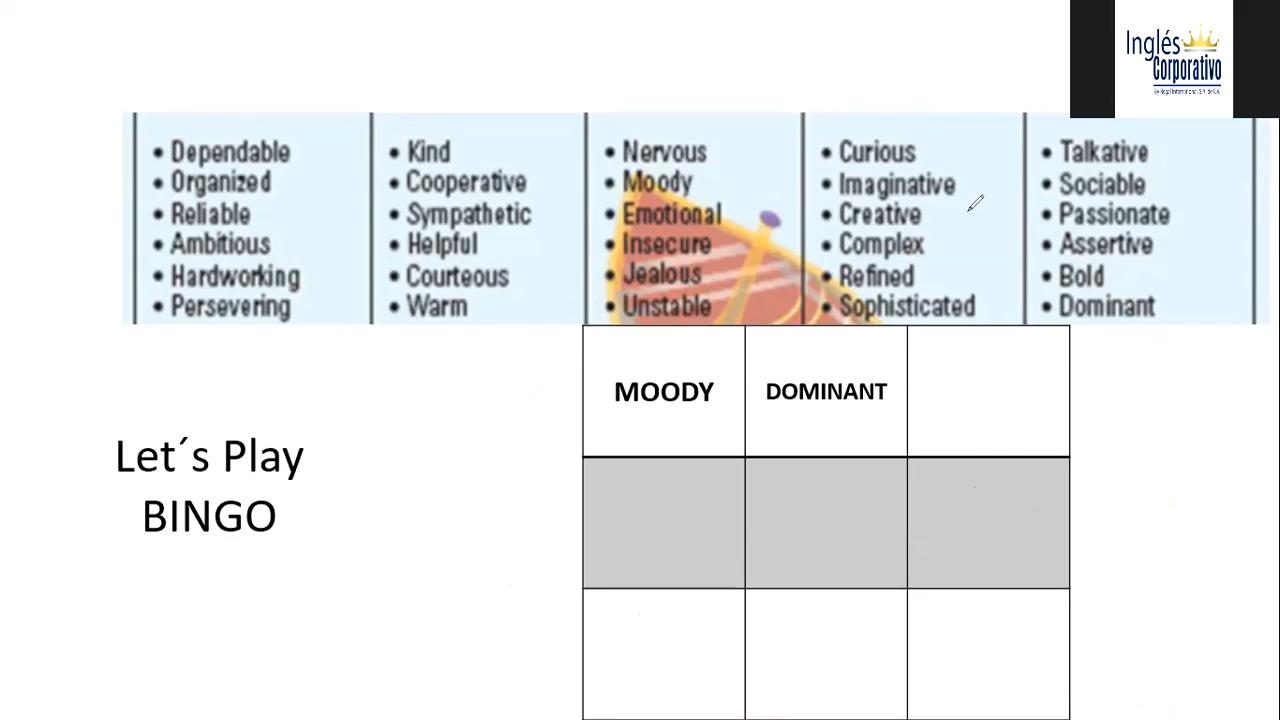 Inglés
Corporativo
• Dependable
• Organized
• Reliable
• Ambitious
• Hardworking
• Persevering
• Kind
• Cooperative
• Sympathetic
• Helpful
• Courteous
• Warm
• Nervous
• Moody
• Emotional
• Insecure
• Jealous
• Unstable
• Curious
• Imaginative
• Creative
• Complex
• Refined
• Sophisticated
• Talkative
• Sociable
• Passionate
• Assertive
• Bold
• Dominant
MOODY
DOMINANT
Let´s Play
BINGO